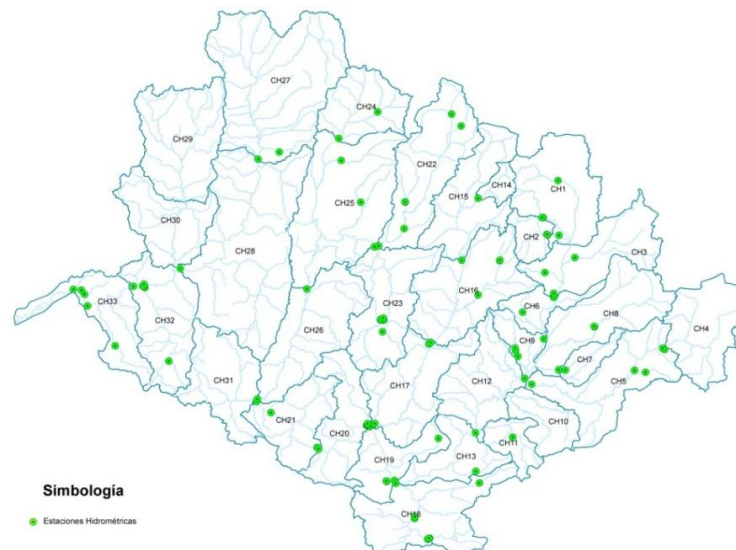 CH27
CH24
CH29
CH22
CH14
CH1
CH25
CH15
CH30
CH2
CH28
CH3
CH16
CH33
CH23
CH6
CH8
CH32
CH26
CH9
CH4
CH7
CH31
CH17
CH12
CH5
CH21
CH20
CH10
CH11
CH19
CH13
CH18
Simbología
Estaciones Hidrométricas